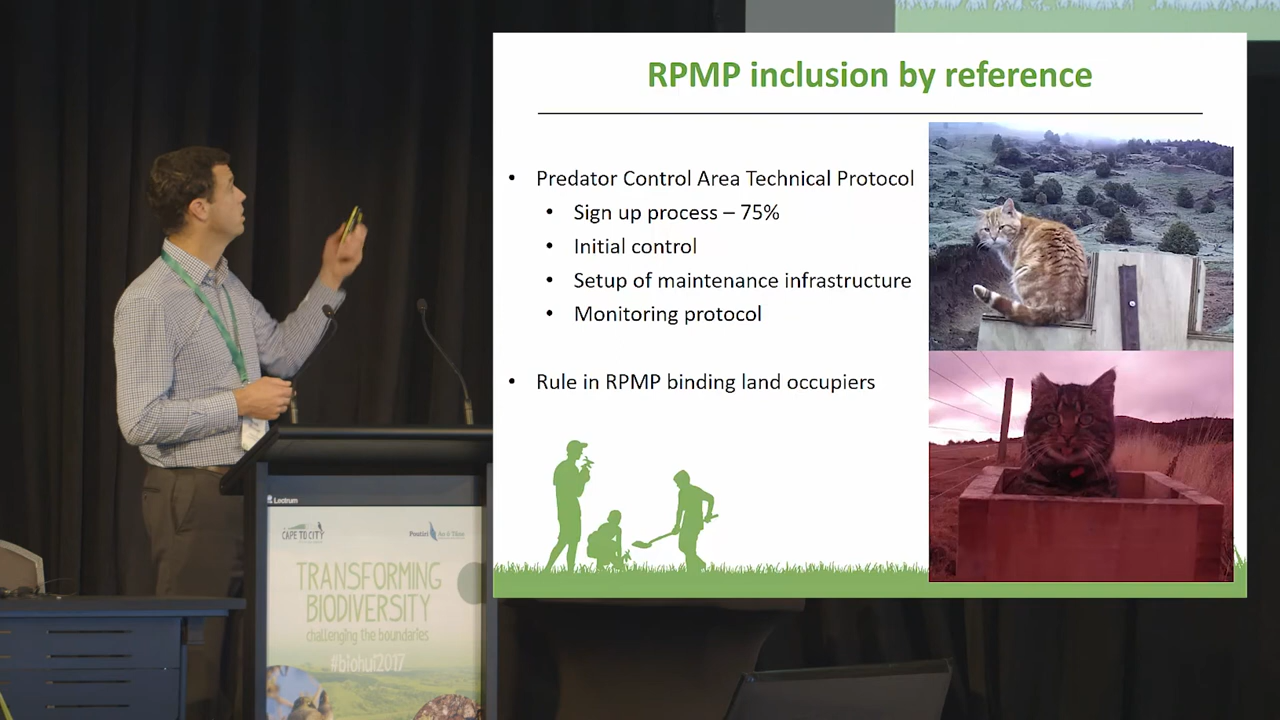 RPMP inclusion by reference
• Predator Control Area Technical Protocol
• Sign up process – 75%
• Initial control
• Setup of maintenance infrastructure
• Monitoring protocol
• Rule in RPMP binding land occupiers
Lectrum
CAPE TO CITY
TRANSFORMING
BIODIVERSITY
challenging the boundaries
#biohui2017